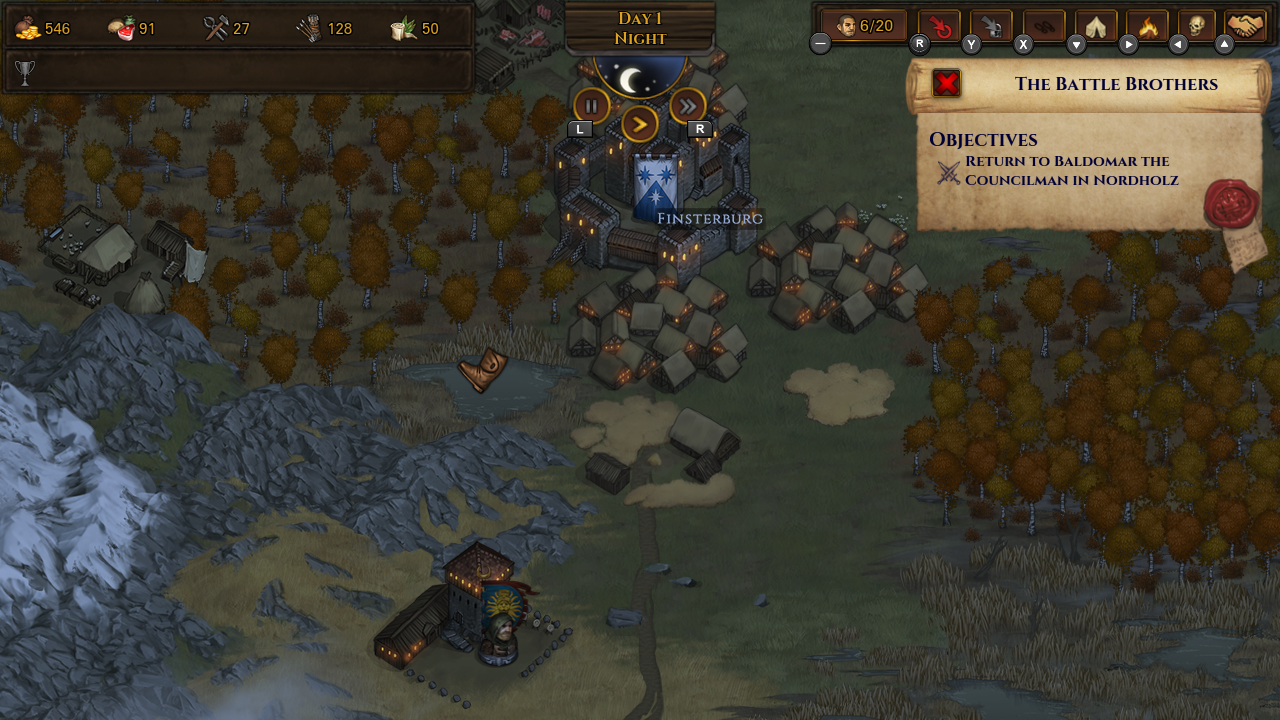 546
91
27
128
50
Day 1
Night
6/20
R
Y
X
L
R
The Battle Brothers
Objectives
Return to Baldomar the
Councilman in Nordholz
Finsterburg